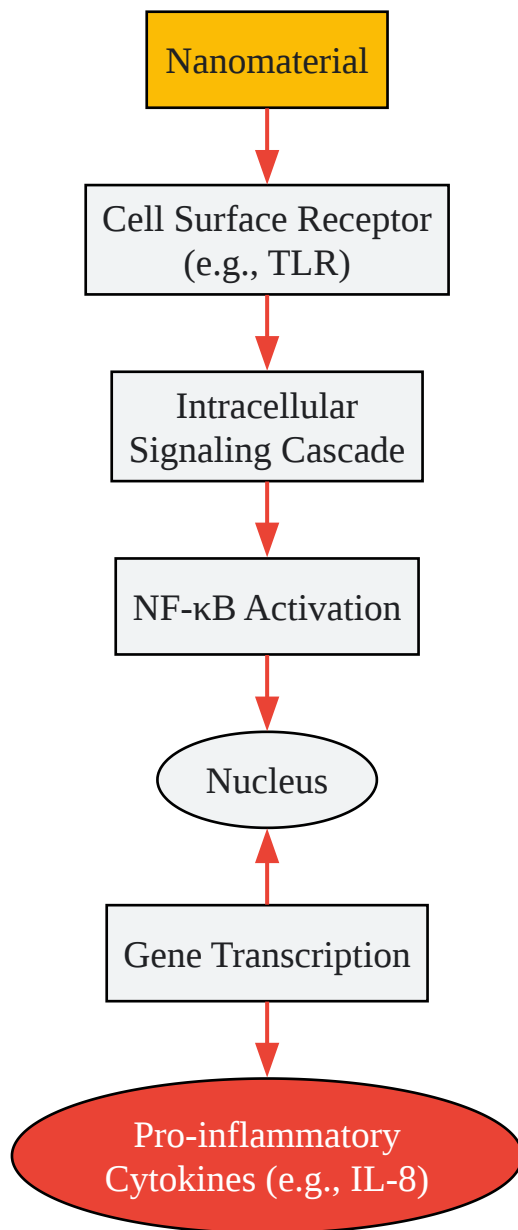 Nanomaterial
Cell Surface Receptor
(e.g., TLR)
Intracellular
Signaling Cascade
NF-κB Activation
Nucleus
Gene Transcription
Pro-inflammatory
Cytokines (e.g., IL-8)